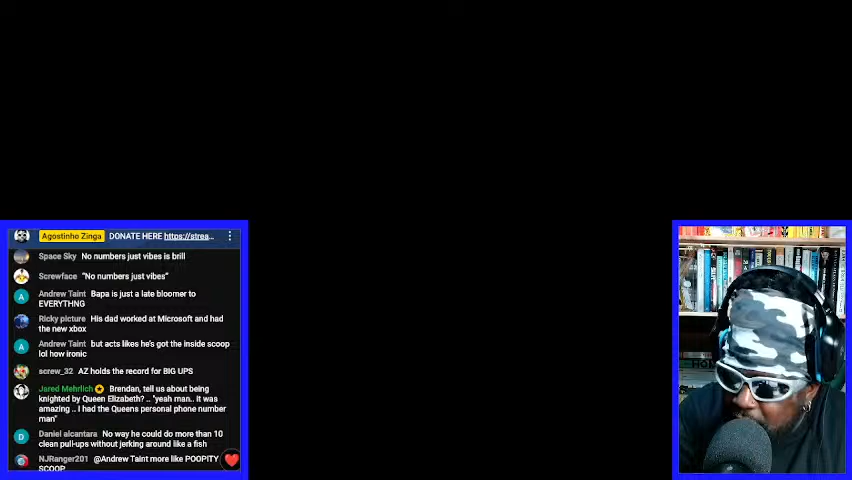 Agostinho Zinga DONATE HERE https://strea...
Space Sky No numbers just vibes is brill
Screwface "No numbers just vibes"
Andrew Taint Bapa is just a late bloomer to
EVERYTHNG
Ricky picture His dad worked at Microsoft and had
the new xbox
Andrew Taint but acts likes he's got the inside scoop
lol how ironic
screw_32 AZ holds the record for BIG UPS
Jared Mehrlich Brendan, tell us about being
knighted by Queen Elizabeth? .. "yeah man.. it was
amazing .. I had the Queens personal phone number
man"
Daniel alcantara No way he could do more than 10
clean pull-ups without jerking around like a fish
NJRanger201 @Andrew Taint more like POOPITY
SCOOP